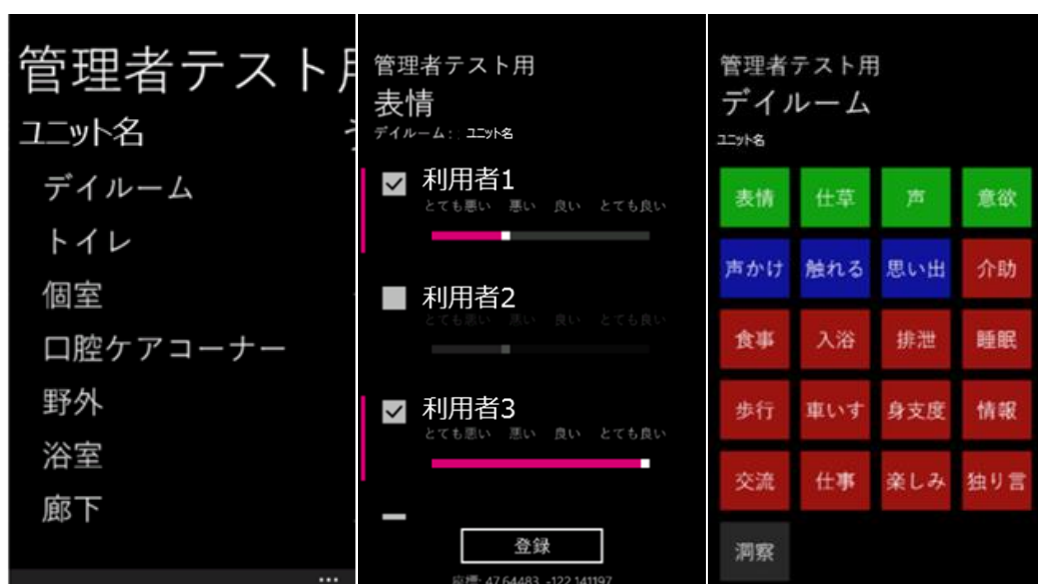 管理者テスト用
ユニット名
デイルーム
トイレ
個室
口腔ケアコーナー
野外
浴室
廊下
管理者テスト用
表情
デイルーム: ユニット名
利用者1
とても悪い 悪い 良い とても良い
利用者2
とても悪い 悪い 良い とても良い
利用者3
とても悪い 悪い 良い とても良い
登録
座標: 47.64483, -122.141197
管理者テスト用
デイルーム
ユニット名
表情 仕草 声 意欲
声かけ 触れる 思い出 介助
食事 入浴 排泄 睡眠
歩行 車いす 身支度 情報
交流 仕事 楽しみ 独り言
洞察